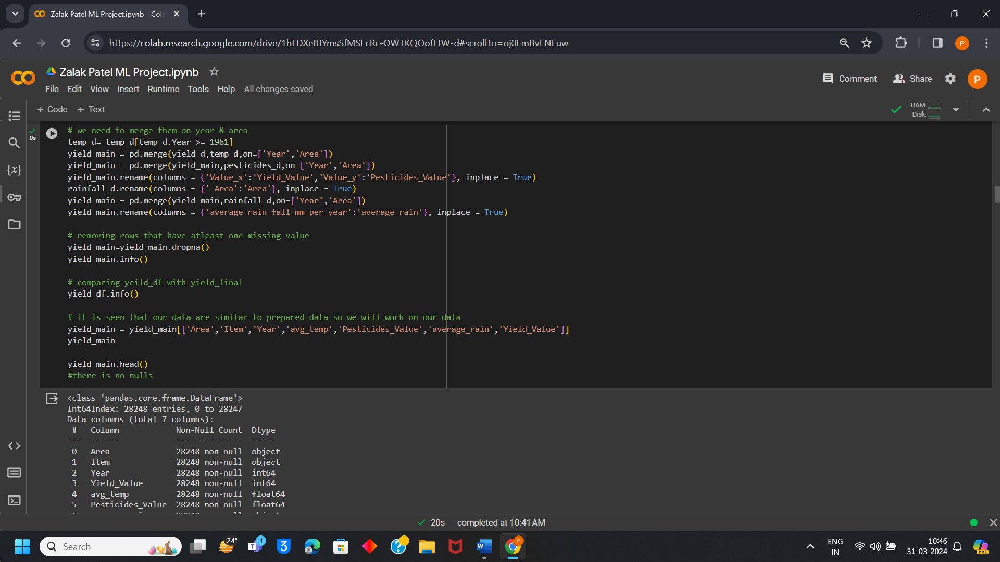 Zalak Patel ML Project.ipynb - Cola
https://colab.research.google.com/drive/1hLDXe8JYmsSfMSFcRc-OWTKQOofFtW-d#scrollTo=oj0FmBvENFuw
P
Zalak Patel ML Project.ipynb
File Edit View Insert Runtime Tools Help All changes saved
Comment Share P
+ Code + Text
RAM
Disk
0s
# we need to merge them on year & area
temp_d= temp_d[temp_d.Year >= 1961]
yield_main = pd.merge(yield_d,temp_d,on=['Year','Area'])
yield_main = pd.merge(yield_main,pesticides_d,on=['Year','Area'])
yield_main.rename(columns = {'Value_x':'Yield_Value','Value_y':'Pesticides_Value'}, inplace = True)
rainfall_d.rename(columns = {' Area':'Area'}, inplace = True)
yield_main = pd.merge(yield_main,rainfall_d,on=['Year','Area'])
yield_main.rename(columns = {'average_rain_fall_mm_per_year':'average_rain'}, inplace = True)
# removing rows that have atleast one missing value
yield_main=yield_main.dropna()
yield_main.info()
# comparing yeild_df with yield_final
yield_df.info()
# it is seen that our data are similar to prepared data so we will work on our data
yield_main = yield_main[['Area','Item','Year','avg_temp','Pesticides_Value','average_rain','Yield_Value']]
yield_main
yield_main.head()
#there is no nulls
<class 'pandas.core.frame.DataFrame'>
Int64Index: 28248 entries, 0 to 28247
Data columns (total 7 columns):
# Column Non-Null Count Dtype
--- ------ -------------- -----
0 Area 28248 non-null object
1 Item 28248 non-null object
2 Year 28248 non-null int64
3 Yield_Value 28248 non-null int64
4 avg_temp 28248 non-null float64
5 Pesticides_Value 28248 non-null float64
20s completed at 10:41 AM
Search
24°
1
P
ENG
IN
10:46
31-03-2024
PRE